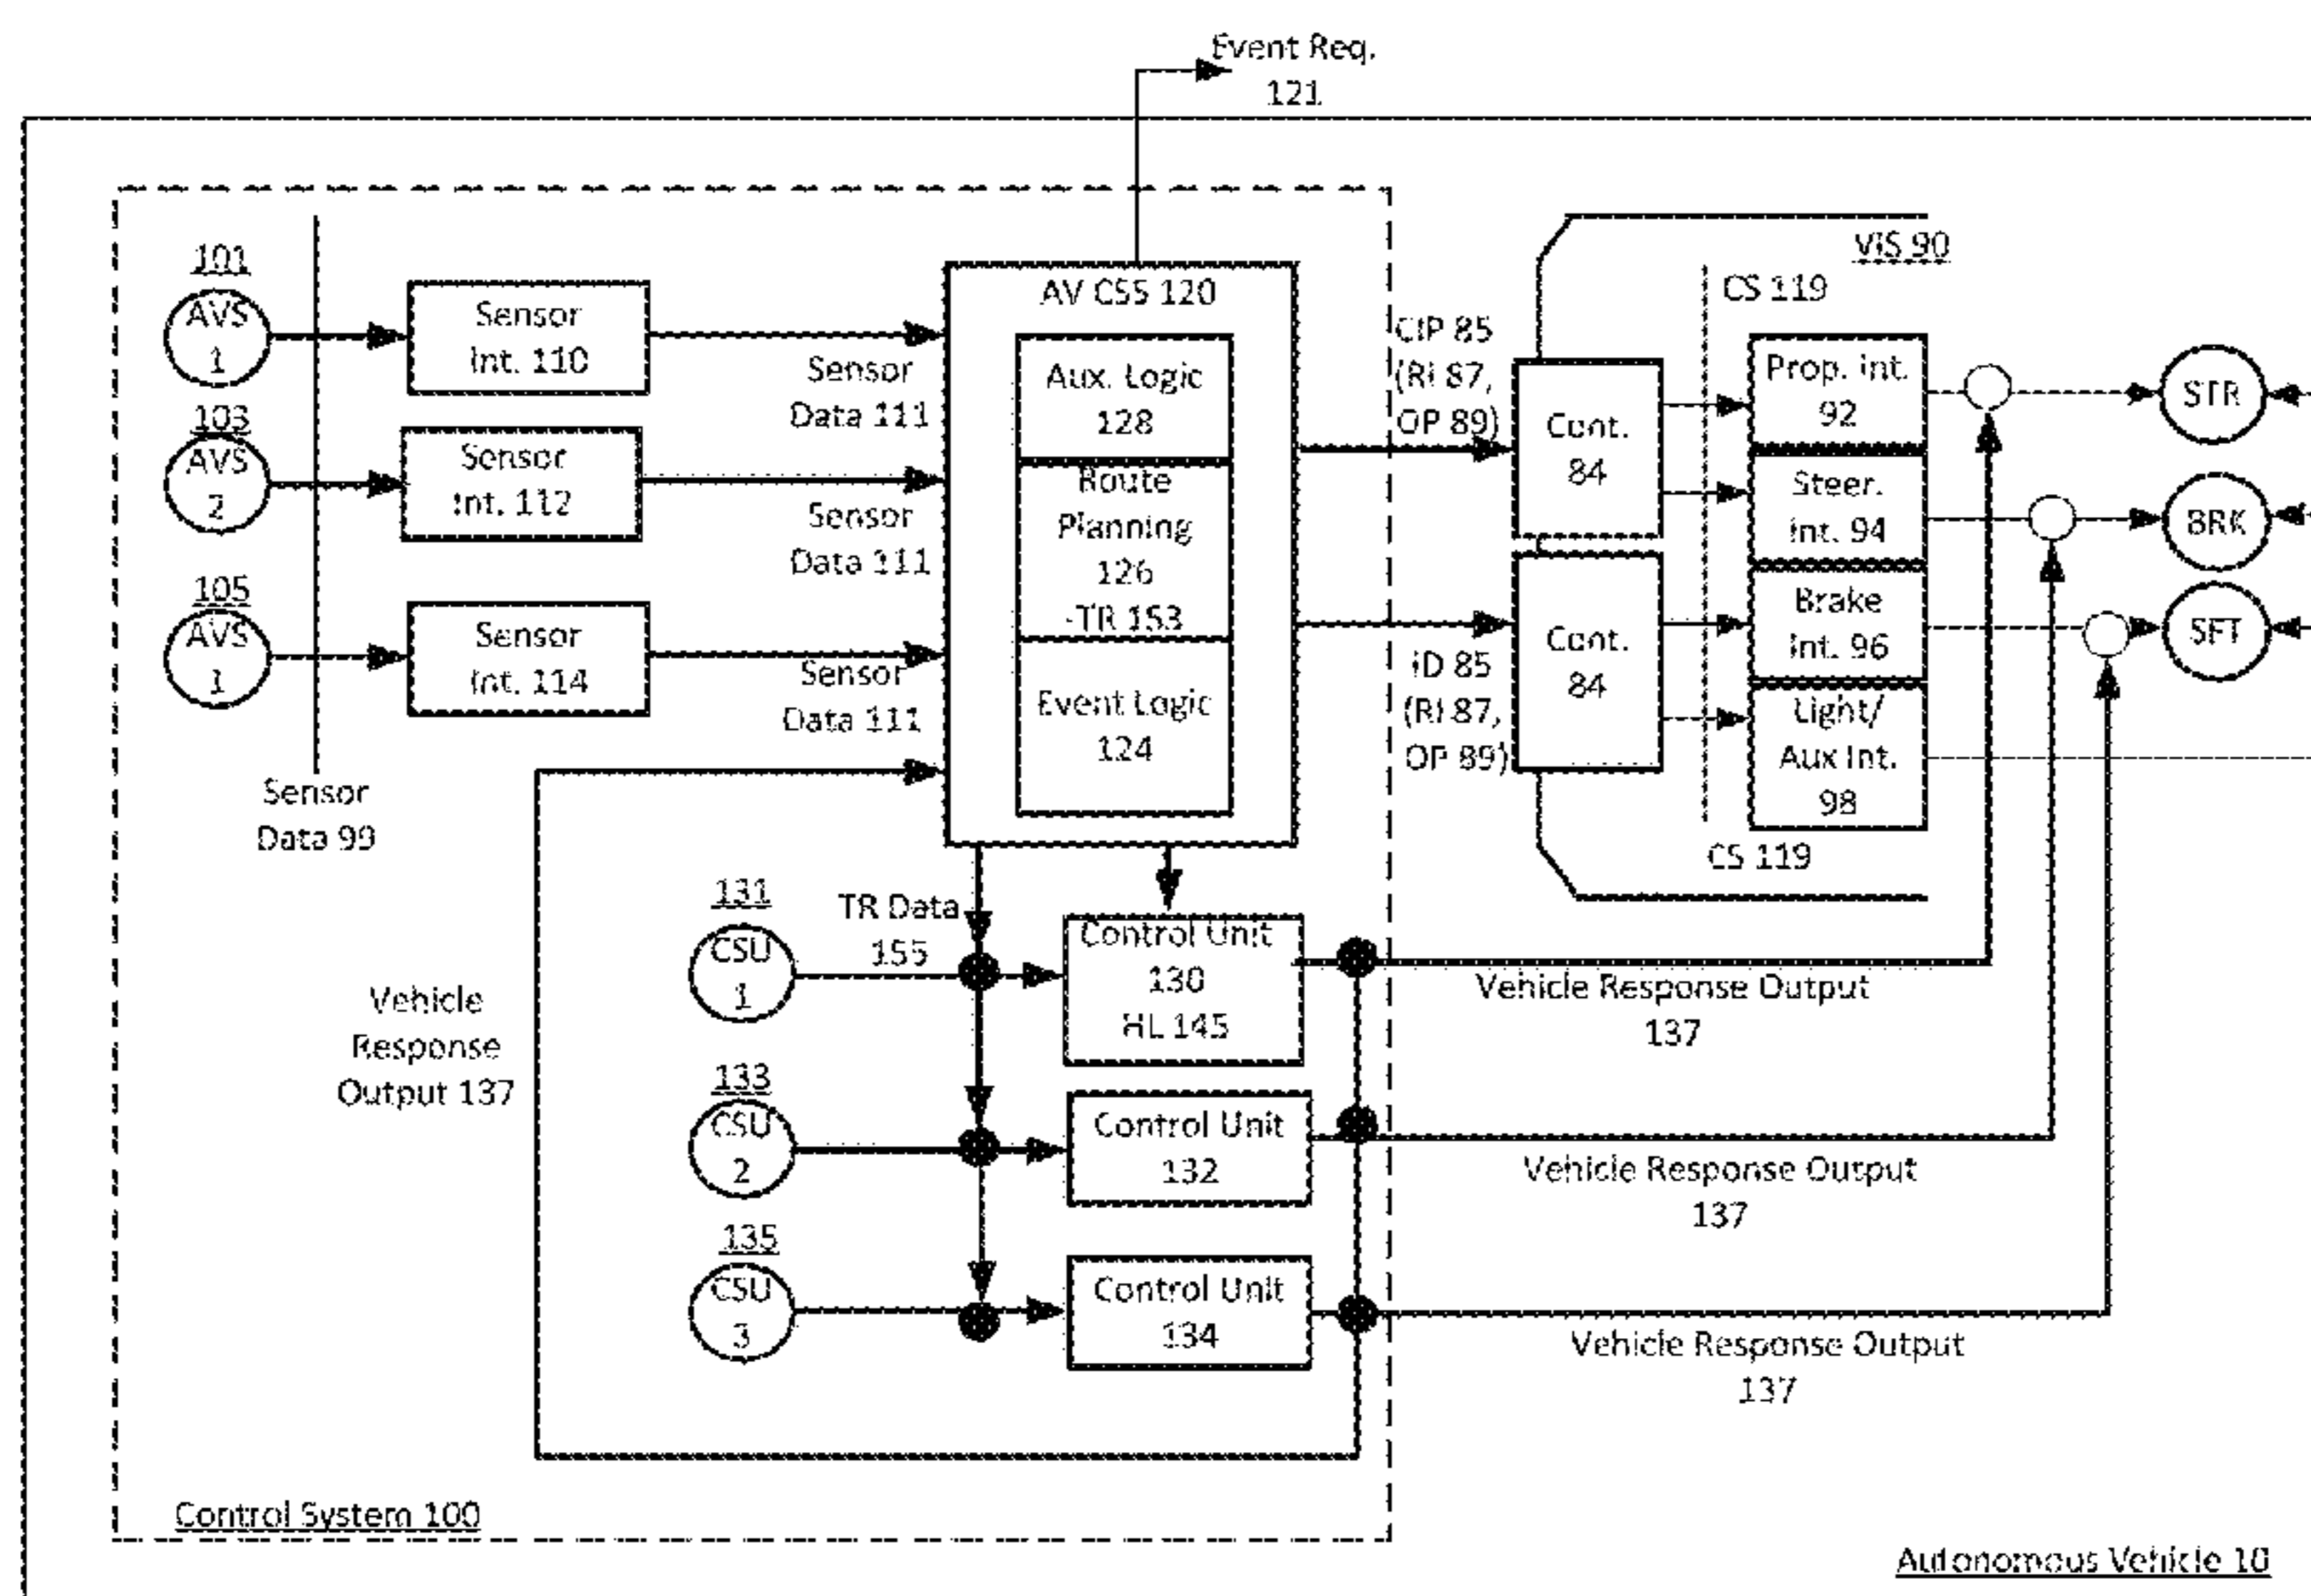 Event Req.
121
101
AVS
1
Sensor
Int. 110
Sensor
Data 111
103
AVS
2
Sensor
Int. 112
Sensor
Data 111
105
AVS
1
Sensor
Int. 114
Sensor
Data 111
Sensor
Data 99
AV CSS 120
Aux. Logic
128
Route
Planning
126
-TR 153
Event Logic
124
CIP 85
(RI 87,
OP 89)
ID 85
(RI 87,
OP 89)
VIS 90
CS 119
Cont.
84
Cont.
84
Prop. int.
92
Steer.
int. 94
Brake
int. 96
Light/
Aux Int.
98
CS 119
STR
BRK
SFT
TR Data
155
131
CSU
1
Control Unit
130
HL 145
Vehicle Response Output
137
Vehicle
Response
Output 137
133
CSU
2
Control Unit
132
Vehicle Response Output
137
135
CSU
3
Control Unit
134
Vehicle Response Output
137
Control System 100
Autonomous Vehicle 10